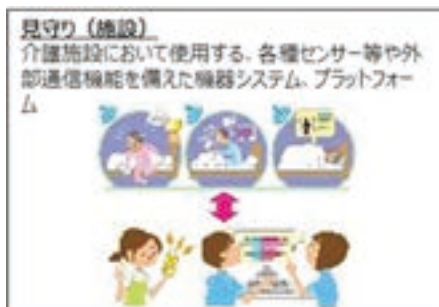 見守り（施設）
介護施設において使用する、各種センサー等や外
部通信機能を備えた機器システム、プラットフォー
ム